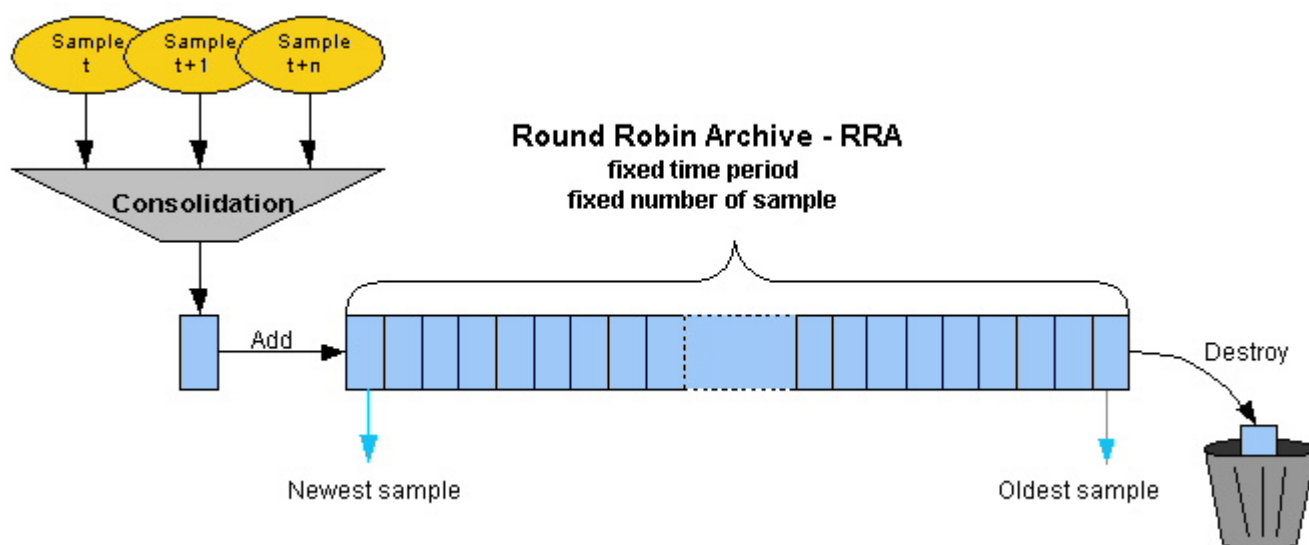 Sample
t
Sample
t+1
Sample
t+n
Round Robin Archive - RRA
fixed time period
fixed number of sample
Consolidation
Add
Destroy
Newest sample
Oldest sample